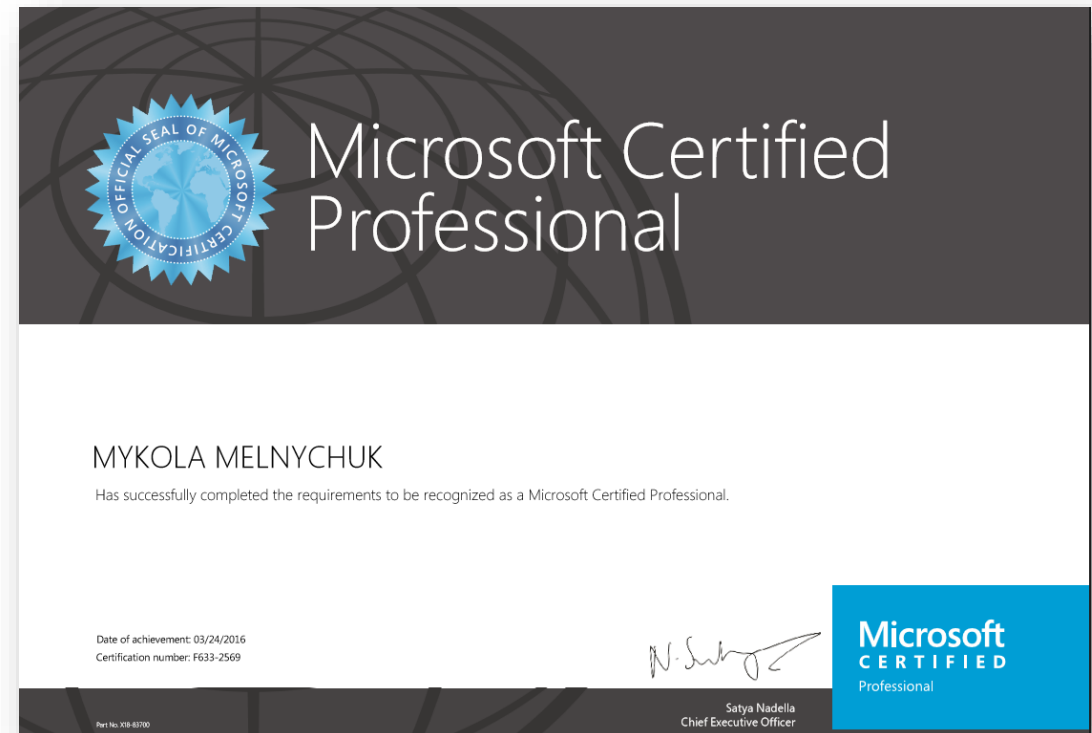 OFFICIAL SEAL OF MICROSOFT CERTIFICATION
Microsoft Certified
Professional
MYKOLA MELNYCHUK
Has successfully completed the requirements to be recognized as a Microsoft Certified Professional.
Date of achievement: 03/24/2016
Certification number: F633-2569
Microsoft
CERTIFIED
Professional
Satya Nadella
Chief Executive Officer
Part No. X18-83700